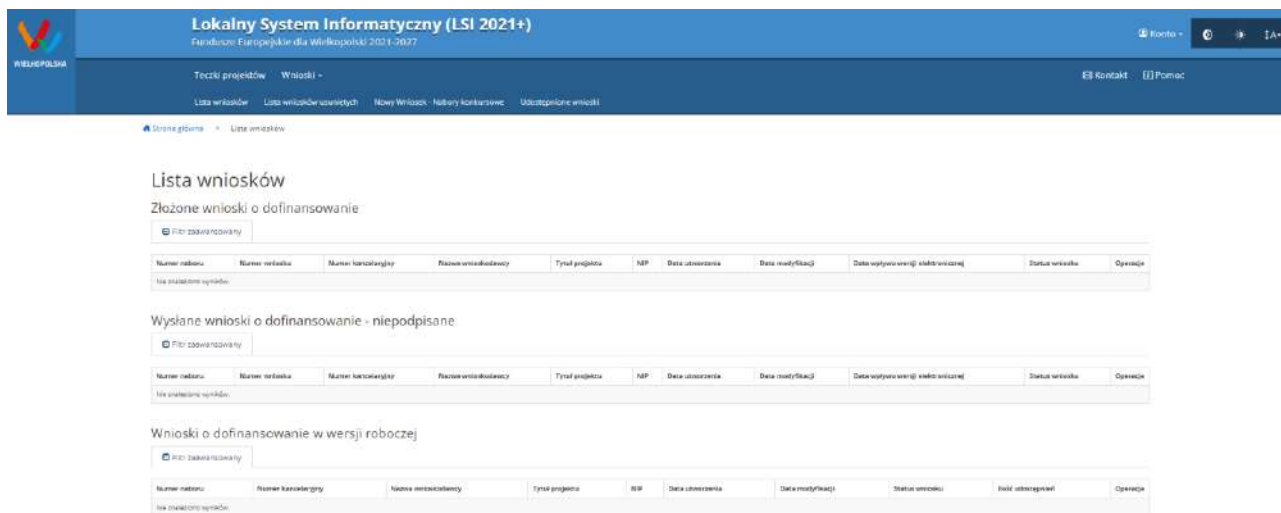 Lokalny System Informatyczny (LSI 2021+)
Fundusze Europejskie dla Wielkopolski 2021-2027
Konto
A+
WIELKOPOLSKA
Teczki projektów Wnioski
Kontakt Pomoc
Lista wniosków Lista wniosków usuniętych Nowy Wniosek - Nabory konkursowe Udostępnione wnioski
Strona główna > Lista wniosków
Lista wniosków
Złożone wnioski o dofinansowanie
Filtr zaawansowany
Numer naboru Numer wniosku Numer kancelaryjny Nazwa wnioskodawcy Tytuł projektu NIP Data utworzenia Data modyfikacji Data wpływu wersji elektronicznej Status wniosku Operacje
Nie znaleziono wyników.
Wysłane wnioski o dofinansowanie - niepodpisane
Filtr zaawansowany
Numer naboru Numer wniosku Numer kancelaryjny Nazwa wnioskodawcy Tytuł projektu NIP Data utworzenia Data modyfikacji Data wpływu wersji elektronicznej Status wniosku Operacje
Nie znaleziono wyników.
Wnioski o dofinansowanie w wersji roboczej
Filtr zaawansowany
Numer naboru Numer kancelaryjny Nazwa wnioskodawcy Tytuł projektu NIP Data utworzenia Data modyfikacji Status wniosku Ilość udostępnień Operacje
Nie znaleziono wyników.